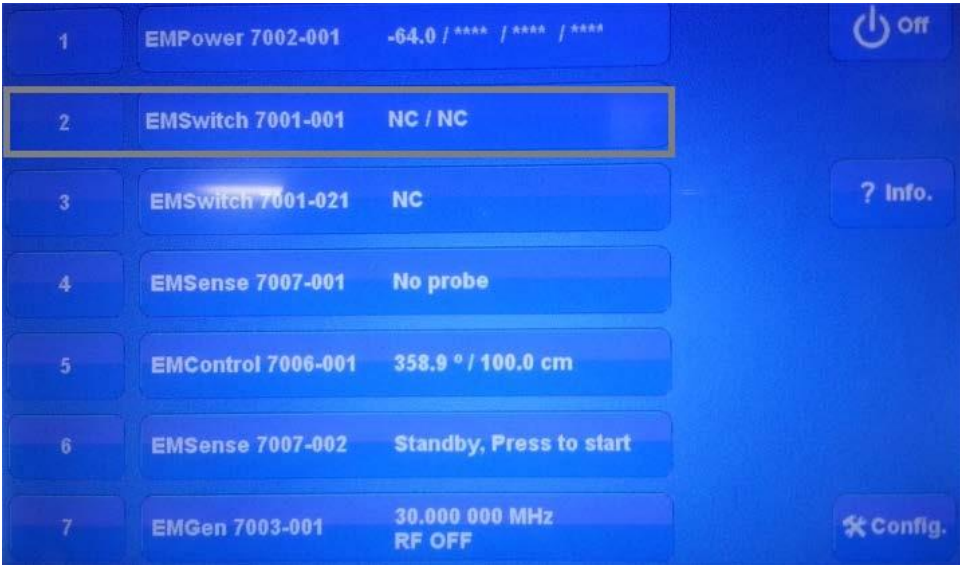 1 EMPower 7002-001 -64.0 / **** / **** / ****
Off
2 EMSwitch 7001-001 NC / NC
3 EMSwitch 7001-021 NC
? Info.
4 EMSense 7007-001 No probe
5 EMControl 7006-001 358.9 º / 100.0 cm
6 EMSense 7007-002 Standby, Press to start
7 EMGen 7003-001 30.000 000 MHz
RF OFF
Config.